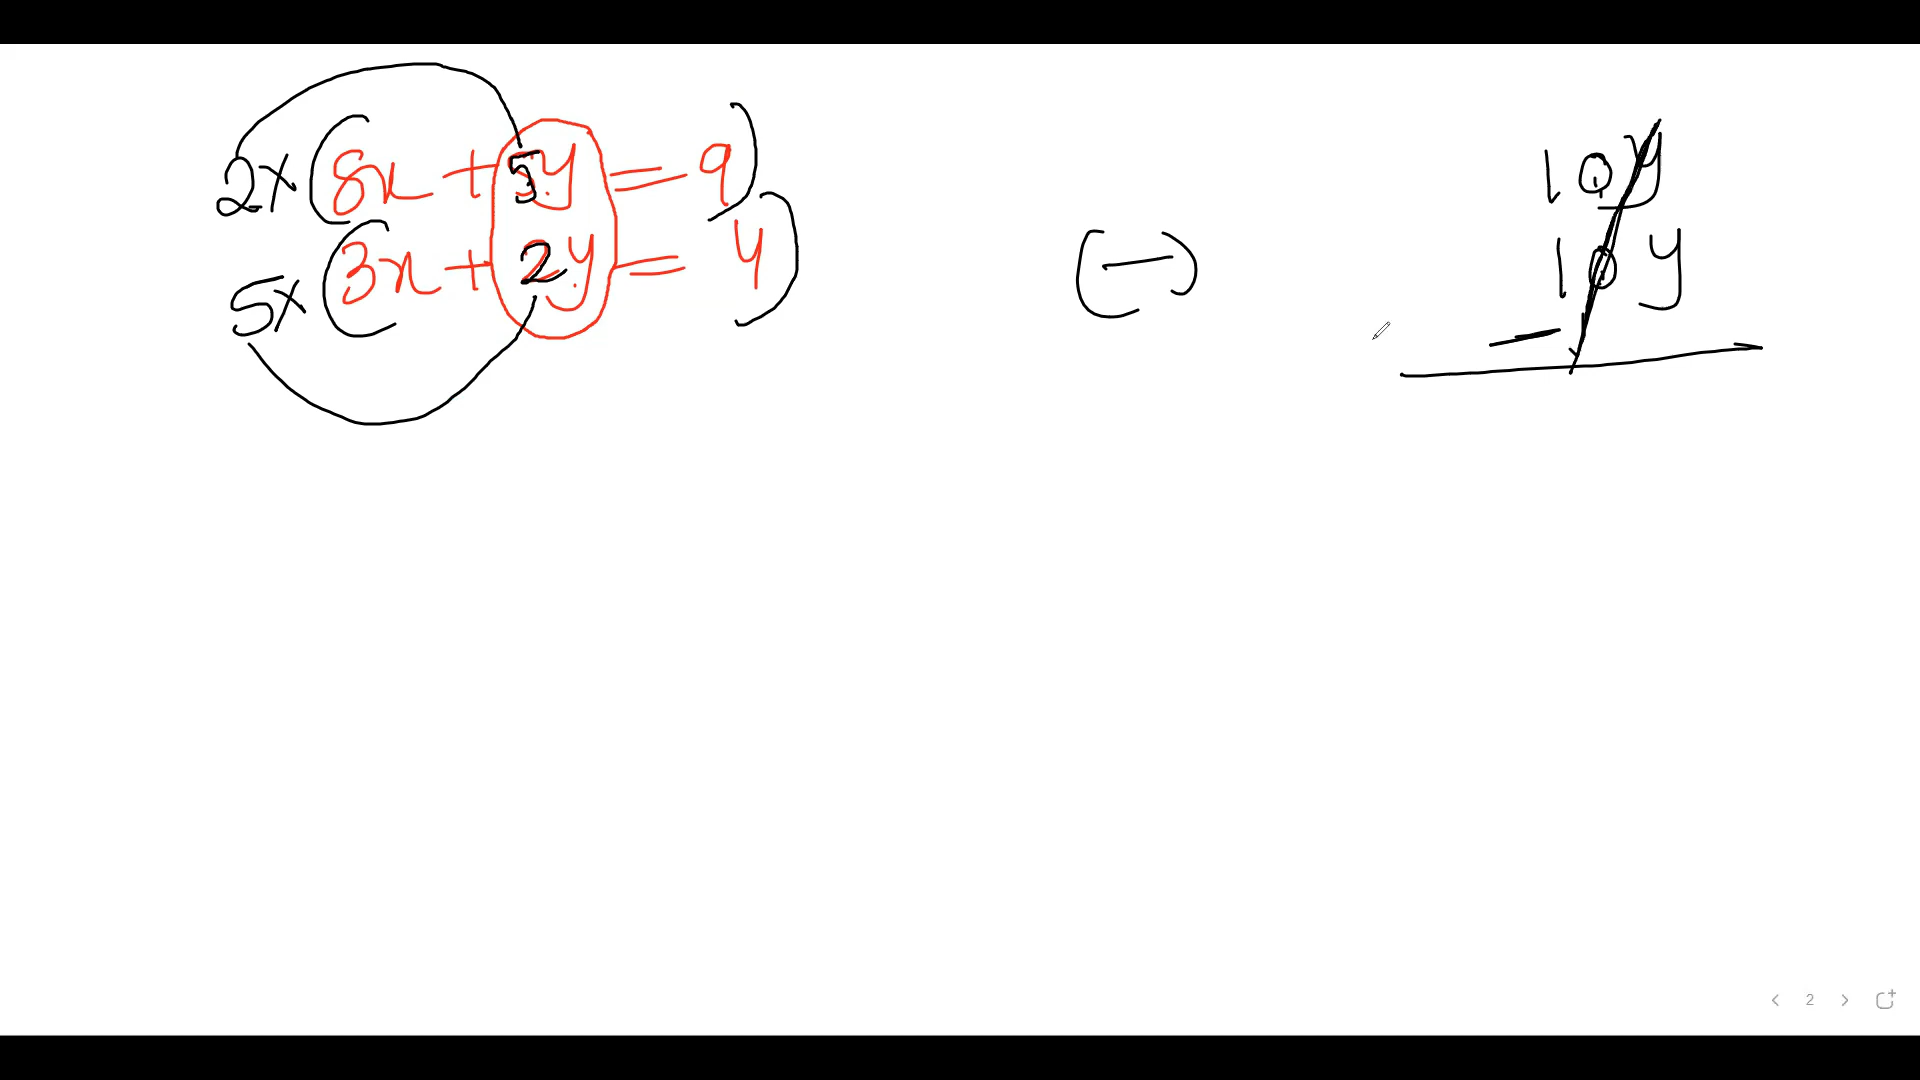 2x (8x + 5y = 9)
5x (3x + 2y = 4)
(-)
10y
10y
-
2